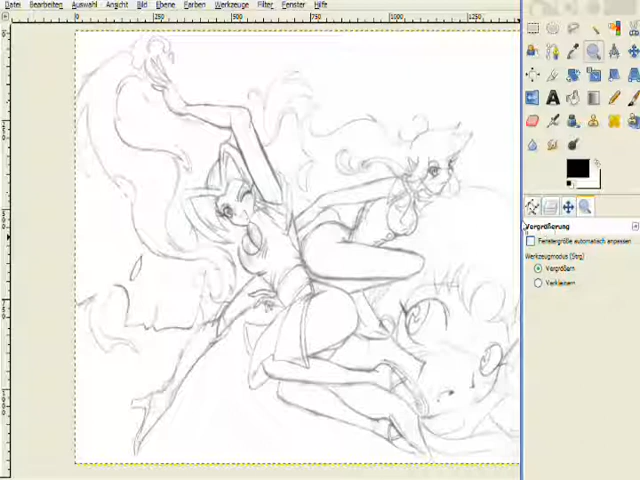 Datei Bearbeiten Auswahl Ansicht Bild Ebene Farben Werkzeuge Filter Fenster Hilfe
0 250 500 750 1000 1250
Vergrößerung
Fenstergröße automatisch anpassen
Werkzeugmodus (Strg)
Vergrößern
Verkleinern